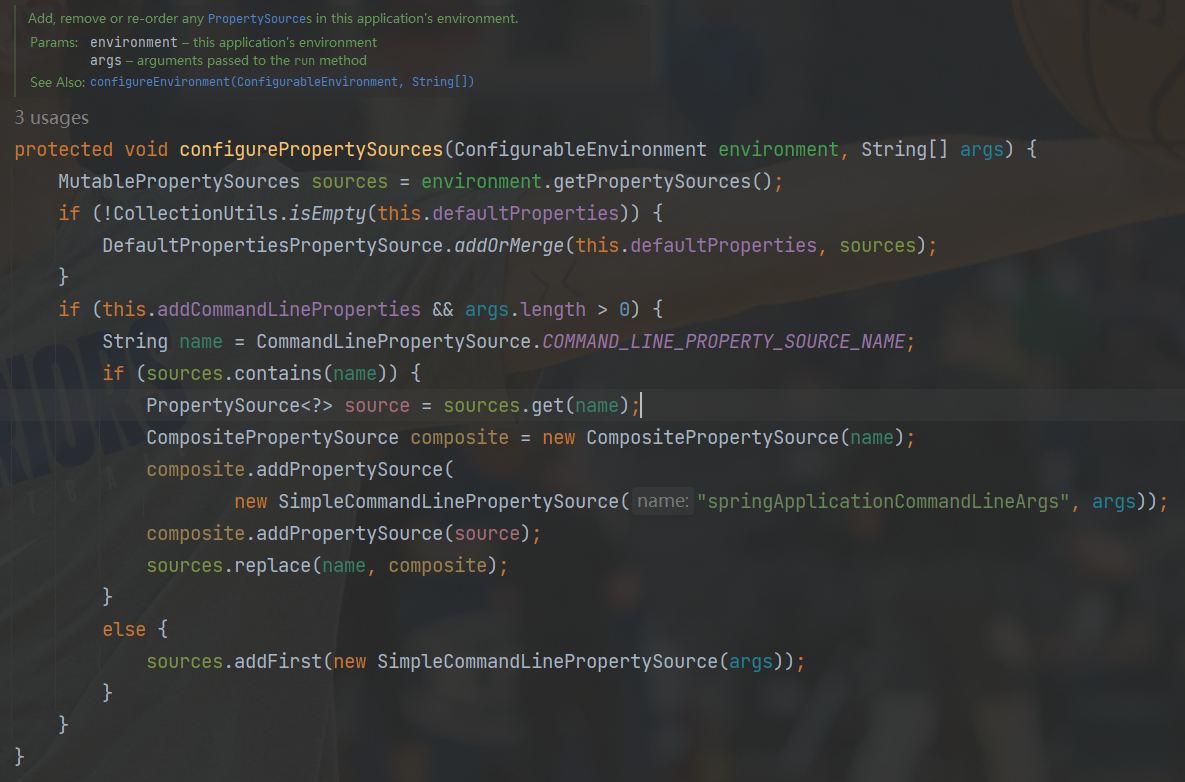 Add, remove or re-order any PropertySources in this application's environment.
Params: environment – this application's environment
args – arguments passed to the run method
See Also: configureEnvironment(ConfigurableEnvironment, String[])
3 usages
protected void configurePropertySources(ConfigurableEnvironment environment, String[] args) {
MutablePropertySources sources = environment.getPropertySources();
if (!CollectionUtils.isEmpty(this.defaultProperties)) {
DefaultPropertiesPropertySource.addOrMerge(this.defaultProperties, sources);
}
if (this.addCommandLineProperties && args.length > 0) {
String name = CommandLinePropertySource.COMMAND_LINE_PROPERTY_SOURCE_NAME;
if (sources.contains(name)) {
PropertySource<?> source = sources.get(name);
CompositePropertySource composite = new CompositePropertySource(name);
composite.addPropertySource(
new SimpleCommandLinePropertySource( name: "springApplicationCommandLineArgs", args));
composite.addPropertySource(source);
sources.replace(name, composite);
}
else {
sources.addFirst(new SimpleCommandLinePropertySource(args));
}
}
}